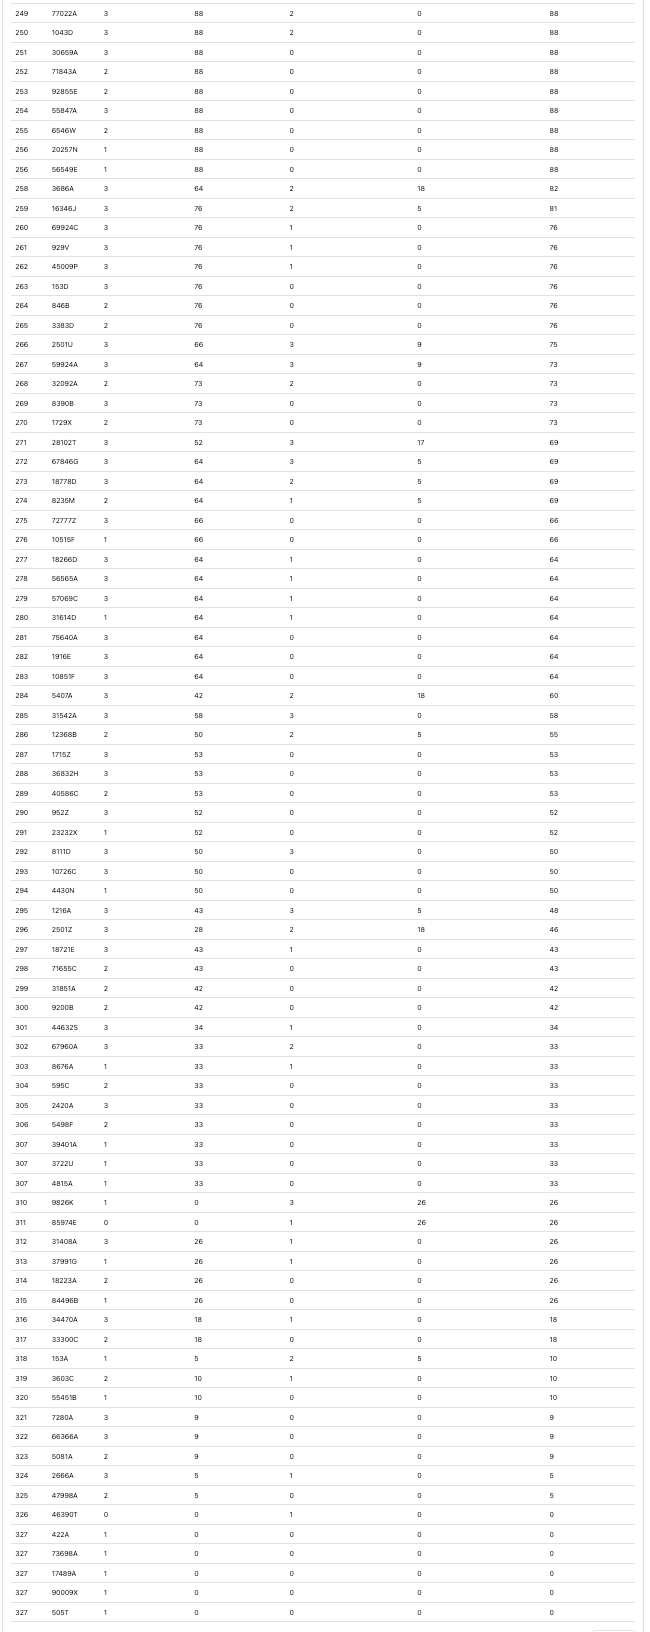 249 77022A 3 88 2 0 88
250 1043D 3 88 2 0 88
251 30659A 3 88 0 0 88
252 71843A 2 88 0 0 88
253 92855E 2 88 0 0 88
254 55847A 3 88 0 0 88
255 6546W 2 88 0 0 88
256 20257N 1 88 0 0 88
256 56549E 1 88 0 0 88
258 3686A 3 64 2 18 82
259 16346J 3 76 2 5 81
260 69924C 3 76 1 0 76
261 929V 3 76 1 0 76
262 45009P 3 76 1 0 76
263 153D 3 76 0 0 76
264 846B 2 76 0 0 76
265 3383D 2 76 0 0 76
266 2501U 3 66 3 9 75
267 59924A 3 64 3 9 73
268 32092A 2 73 2 0 73
269 8390B 3 73 0 0 73
270 1729X 2 73 0 0 73
271 28102T 3 52 3 17 69
272 67846G 3 64 3 5 69
273 18778D 3 64 2 5 69
274 8235M 2 64 1 5 69
275 72777Z 3 66 0 0 66
276 10515F 1 66 0 0 66
277 18266D 3 64 1 0 64
278 56565A 3 64 1 0 64
279 57069C 3 64 1 0 64
280 31614D 1 64 1 0 64
281 75640A 3 64 0 0 64
282 1916E 3 64 0 0 64
283 10851F 3 64 0 0 64
284 5407A 3 42 2 18 60
285 31542A 3 58 3 0 58
286 12368B 2 50 2 5 55
287 1715Z 3 53 0 0 53
288 36832H 3 53 0 0 53
289 40586C 2 53 0 0 53
290 952Z 3 52 0 0 52
291 23232X 1 52 0 0 52
292 8111D 3 50 3 0 50
293 10726C 3 50 0 0 50
294 4430N 1 50 0 0 50
295 1216A 3 43 3 5 48
296 2501Z 3 28 2 18 46
297 18721E 3 43 1 0 43
298 71655C 2 43 0 0 43
299 31851A 2 42 0 0 42
300 9200B 2 42 0 0 42
301 44632S 3 34 1 0 34
302 67960A 3 33 2 0 33
303 8676A 1 33 1 0 33
304 595C 2 33 0 0 33
305 2420A 3 33 0 0 33
306 5498F 2 33 0 0 33
307 39401A 1 33 0 0 33
307 3722U 1 33 0 0 33
307 4815A 1 33 0 0 33
310 9826K 1 0 3 26 26
311 85974E 0 0 1 26 26
312 31408A 3 26 1 0 26
313 37991G 1 26 1 0 26
314 18223A 2 26 0 0 26
315 84496B 1 26 0 0 26
316 34470A 3 18 1 0 18
317 33300C 2 18 0 0 18
318 153A 1 5 2 5 10
319 3603C 2 10 1 0 10
320 55451B 1 10 0 0 10
321 7280A 3 9 0 0 9
322 66366A 3 9 0 0 9
323 5081A 2 9 0 0 9
324 2666A 3 5 1 0 5
325 47998A 2 5 0 0 5
326 46390T 0 0 1 0 0
327 422A 1 0 0 0 0
327 73698A 1 0 0 0 0
327 17489A 1 0 0 0 0
327 90009X 1 0 0 0 0
327 505T 1 0 0 0 0